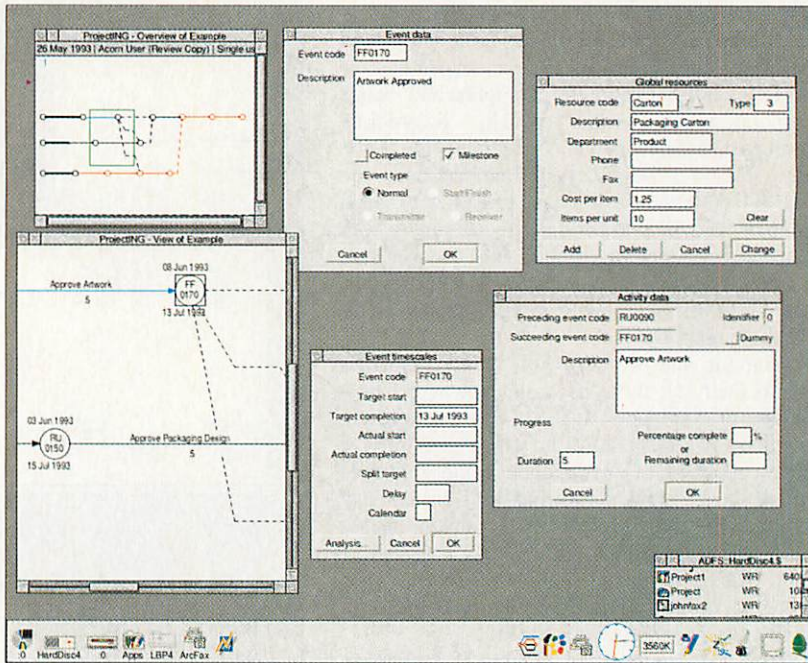 ProjectING - Overview of Example
26 May 1993 | Acorn User (Review Copy) | Single us
ProjectING - View of Example
08 Jun 1993
Approve Artwork
FF
0170
5
13 Jul 1993
03 Jun 1993
RU
0150
Approve Packaging Design
5
15 Jul 1993
Event data
Event code FF0170
Description Artwork Approved
Completed Milestone
Event type
Normal Start/Finish
Transmitter Receiver
Cancel OK
Event timescales
Event code FF0170
Target start
Target completion 13 Jul 1993
Actual start
Actual completion
Split target
Delay
Calendar
Analysis... Cancel OK
Global resources
Resource code Carton Type 3
Description Packaging Carton
Department Product
Phone
Fax
Cost per item 1.25
Items per unit 10 Clear
Add Delete Cancel Change
Activity data
Preceding event code RU0090 Identifier 0
Succeeding event code FF0170 Dummy
Description Approve Artwork
Progress
Percentage complete %
or
Duration 5 Remaining duration
Cancel OK
ADFS::HardDisc4.$
Project1 WR/ 640
Project WR/ 10
johnfax2 WR/ 13
:0 HardDisc4 0 Apps LBP4 ArcFax 3560K